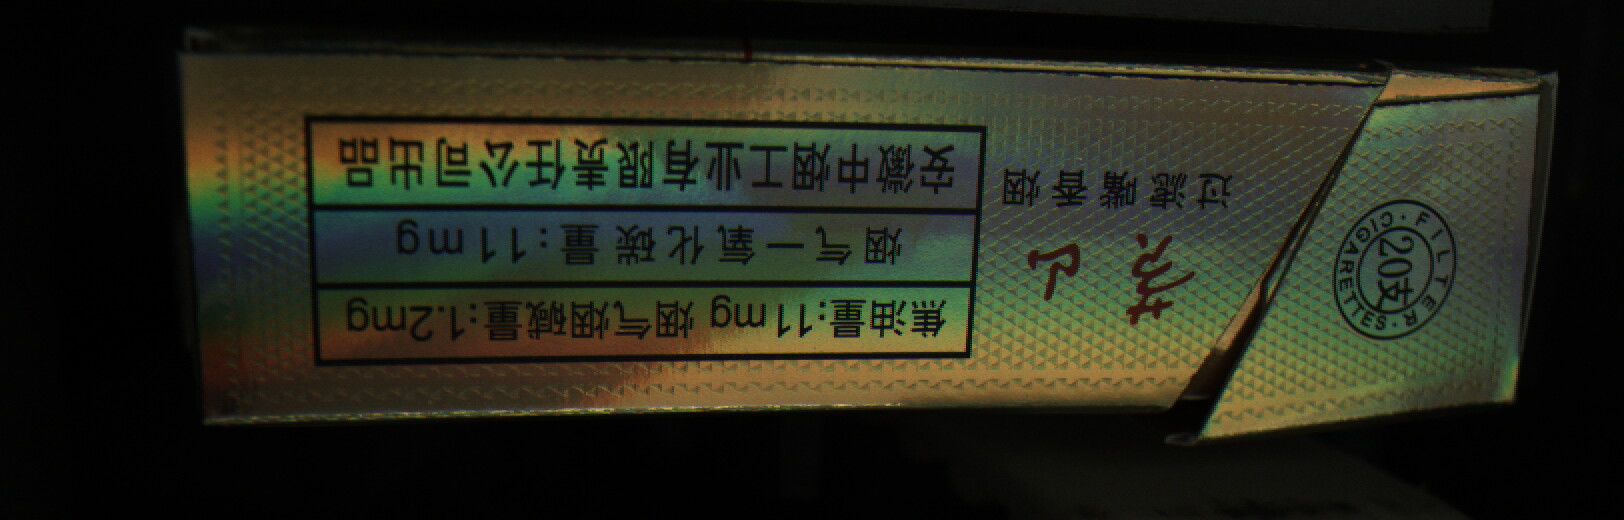 FILTER·CIGARETTES·
20支
黄山
过滤嘴香烟
焦油量:11mg 烟气烟碱量:1.2mg
烟气一氧化碳量:11mg
安徽中烟工业有限责任公司出品